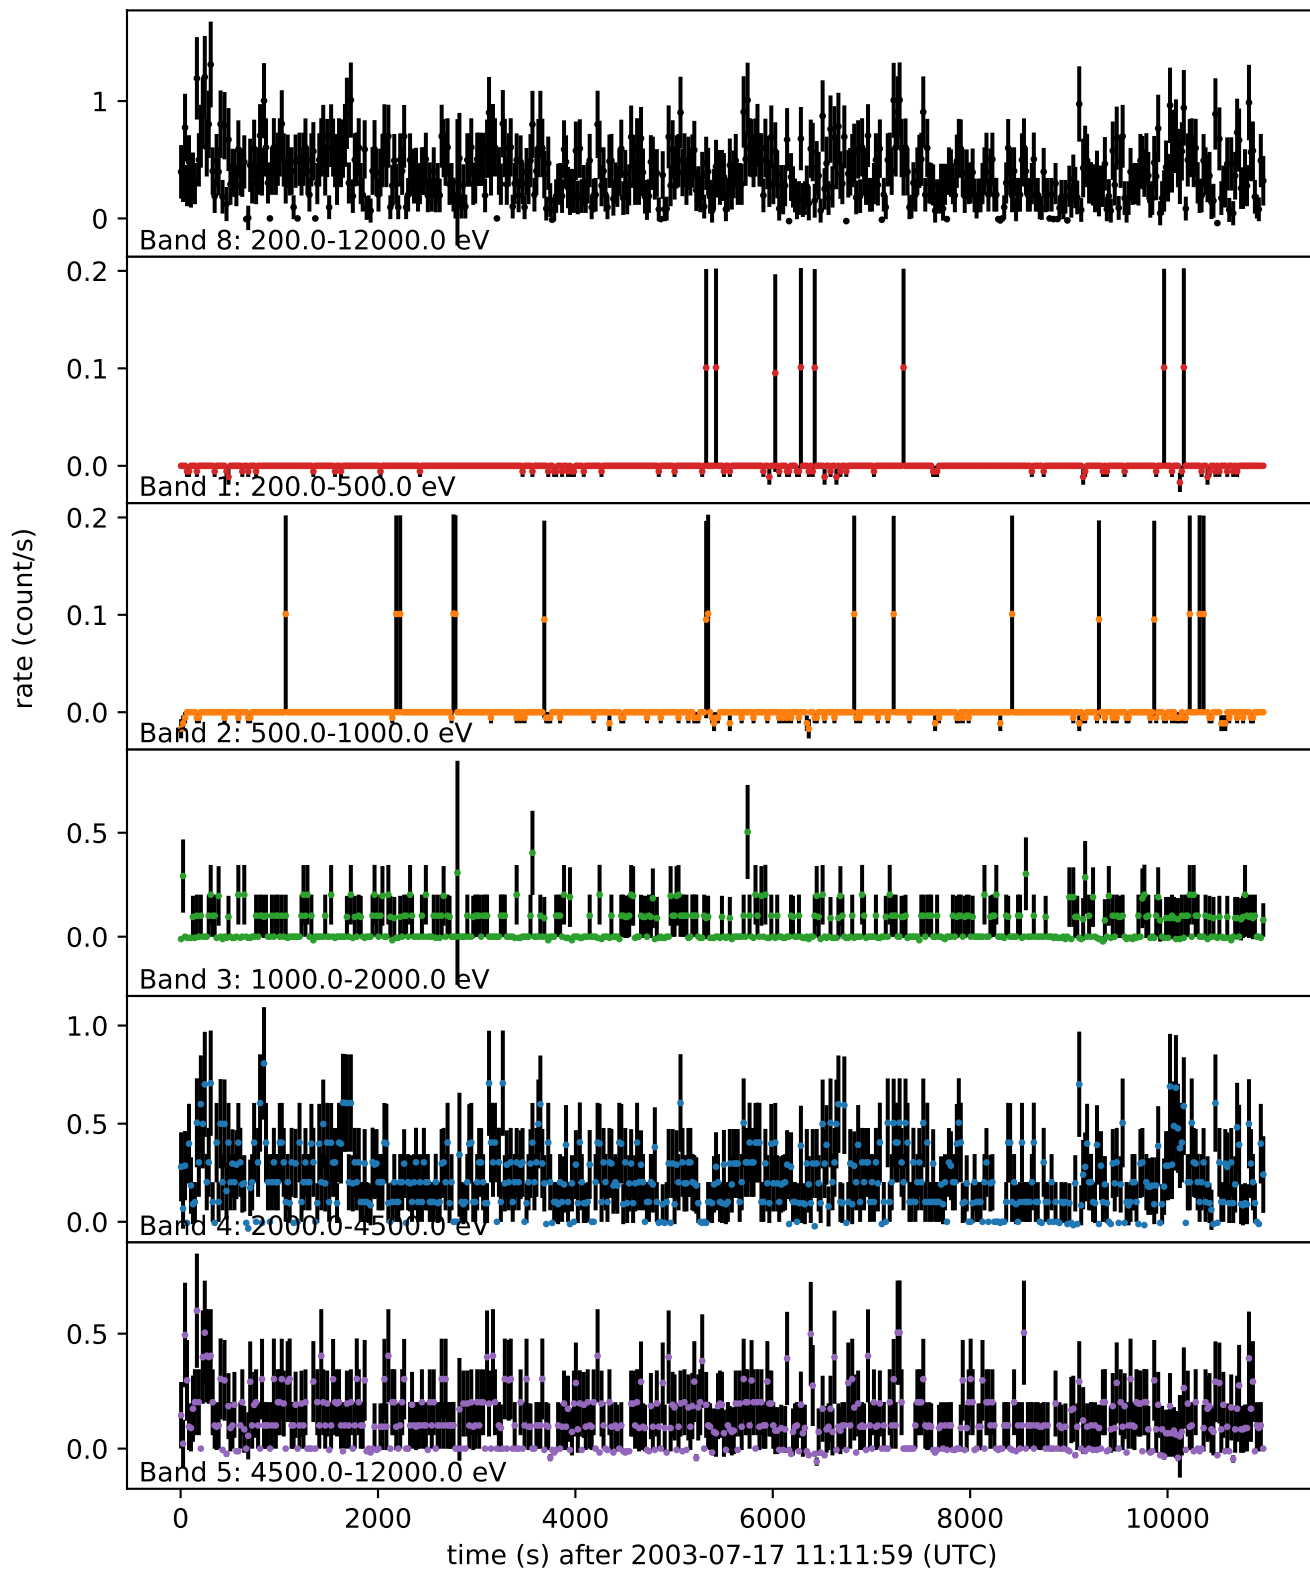 1
0
Band 8: 200.0-12000.0 eV
0.2
0.1
0.0
Band 1: 200.0-500.0 eV
0.2
0.1
0.0
Band 2: 500.0-1000.0 eV
rate (count/s)
0.5
0.0
Band 3: 1000.0-2000.0 eV
1.0
0.5
0.0
Band 4: 2000.0-4500.0 eV
0.5
0.0
Band 5: 4500.0-12000.0 eV
0 2000 4000 6000 8000 10000
time (s) after 2003-07-17 11:11:59 (UTC)